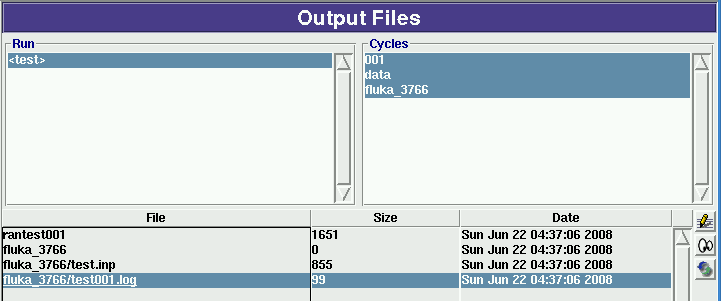 Output Files
Run
Cycles
<test>
001
data
fluka_3766
File Size Date
rantest001 1651 Sun Jun 22 04:37:06 2008
fluka_3766 0 Sun Jun 22 04:37:06 2008
fluka_3766/test.inp 855 Sun Jun 22 04:37:06 2008
fluka_3766/test001.log 99 Sun Jun 22 04:37:06 2008